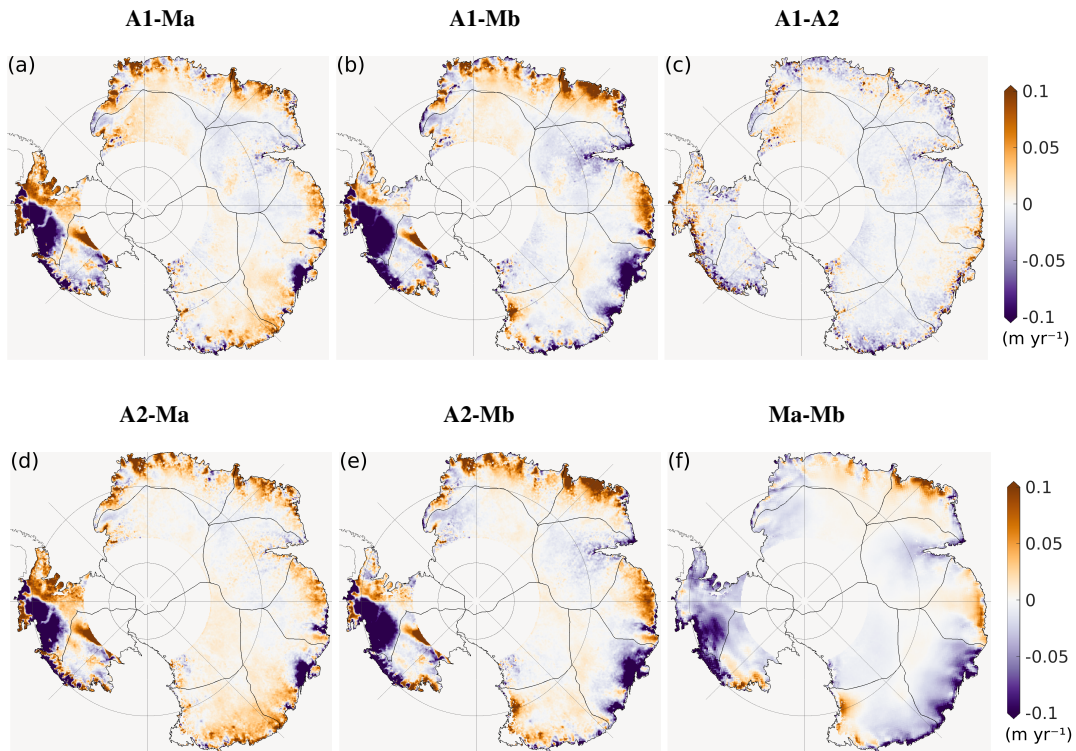 A1-Ma A1-Mb A1-A2
(a) (b) (c)
0.1
0.05
0
-0.05
-0.1
(m yr⁻¹)
A2-Ma A2-Mb Ma-Mb
(d) (e) (f)
0.1
0.05
0
-0.05
-0.1
(m yr⁻¹)